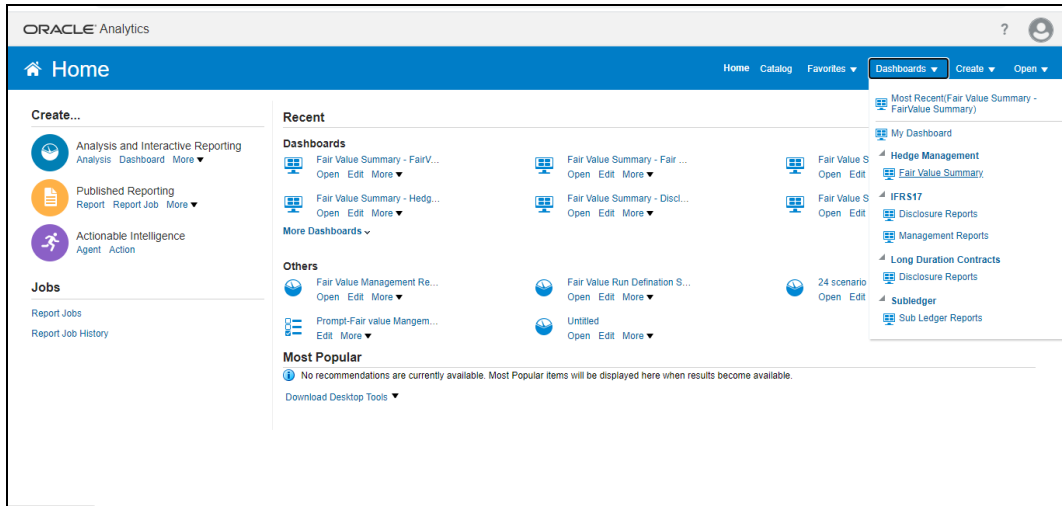 ORACLE Analytics
?
Home
Home Catalog Favorites Dashboards Create Open
Create...
Analysis and Interactive Reporting
Analysis Dashboard More
Published Reporting
Report Report Job More
Actionable Intelligence
Agent Action
Jobs
Report Jobs
Report Job History
Recent
Dashboards
Fair Value Summary - FairV...
Open Edit More
Fair Value Summary - Fair ...
Open Edit More
Fair Value S
Open Edit
Fair Value Summary - Hedg...
Open Edit More
Fair Value Summary - Discl...
Open Edit More
Fair Value S
Open Edit
More Dashboards
Others
Fair Value Management Re...
Open Edit More
Fair Value Run Defination S...
Open Edit More
24 scenario
Open Edit
Prompt-Fair value Mangem...
Edit More
Untitled
Open Edit More
Most Popular
No recommendations are currently available. Most Popular items will be displayed here when results become available.
Download Desktop Tools
Most Recent(Fair Value Summary -
FairValue Summary)
My Dashboard
Hedge Management
Fair Value Summary
IFRS17
Disclosure Reports
Management Reports
Long Duration Contracts
Disclosure Reports
Subledger
Sub Ledger Reports